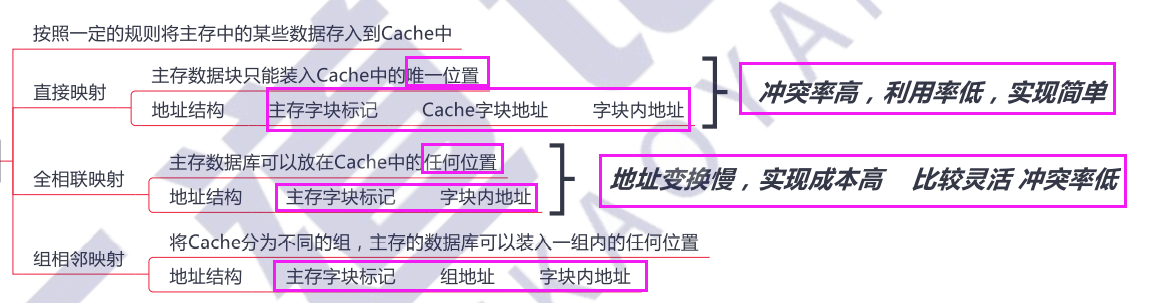 按照一定的规则将主存中的某些数据存入到Cache中
直接映射
主存数据块只能装入Cache中的唯一位置
地址结构 主存字块标记 Cache字块地址 字块内地址
冲突率高，利用率低，实现简单
全相联映射
主存数据库可以放在Cache中的任何位置
地址结构 主存字块标记 字块内地址
地址变换慢，实现成本高 比较灵活 冲突率低
组相邻映射
将Cache分为不同的组，主存的数据库可以装入一组内的任何位置
地址结构 主存字块标记 组地址 字块内地址
KAOYAN